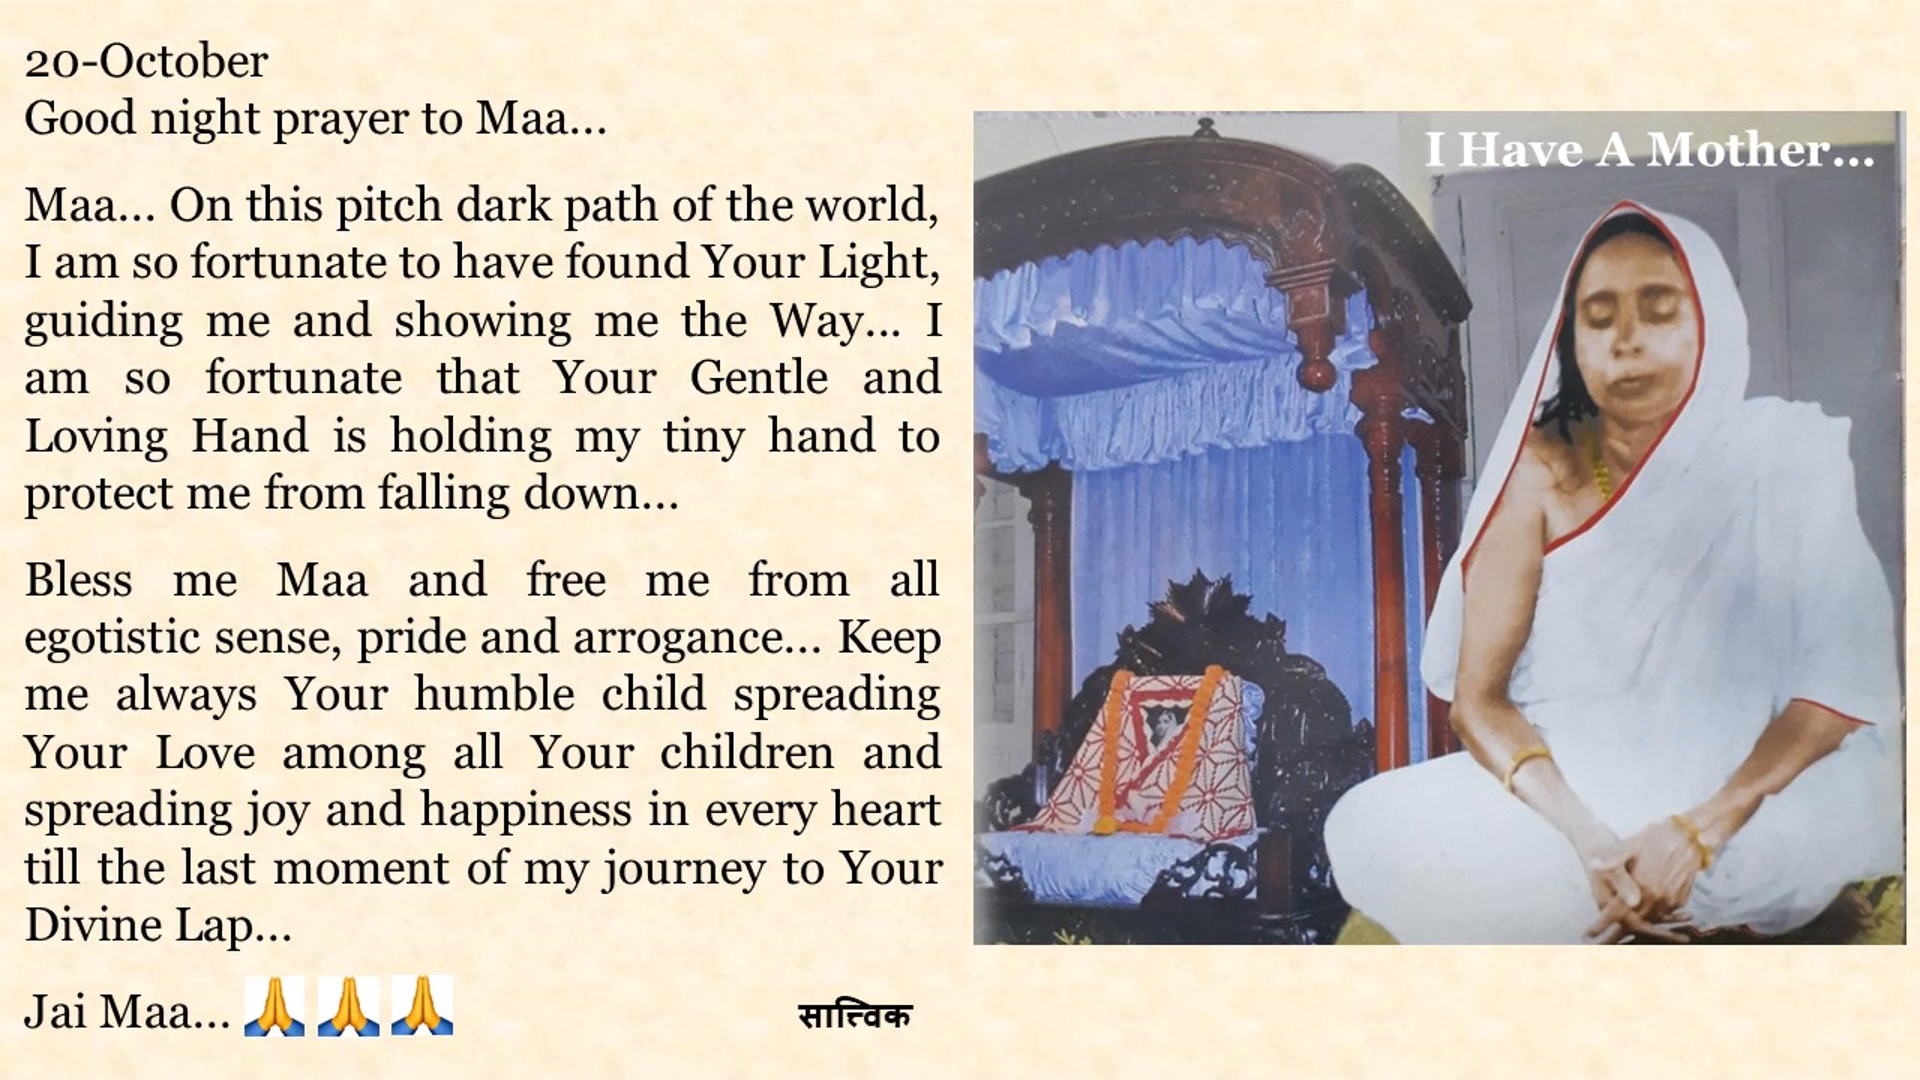 20-October
Good night prayer to Maa...
Maa... On this pitch dark path of the world,
I am so fortunate to have found Your Light,
guiding me and showing me the Way... I
am so fortunate that Your Gentle and
Loving Hand is holding my tiny hand to
protect me from falling down...
Bless me Maa and free me from all
egotistic sense, pride and arrogance... Keep
me always Your humble child spreading
Your Love among all Your children and
spreading joy and happiness in every heart
till the last moment of my journey to Your
Divine Lap...
Jai Maa... 🙏 🙏 🙏
सात्त्विक
I Have A Mother...